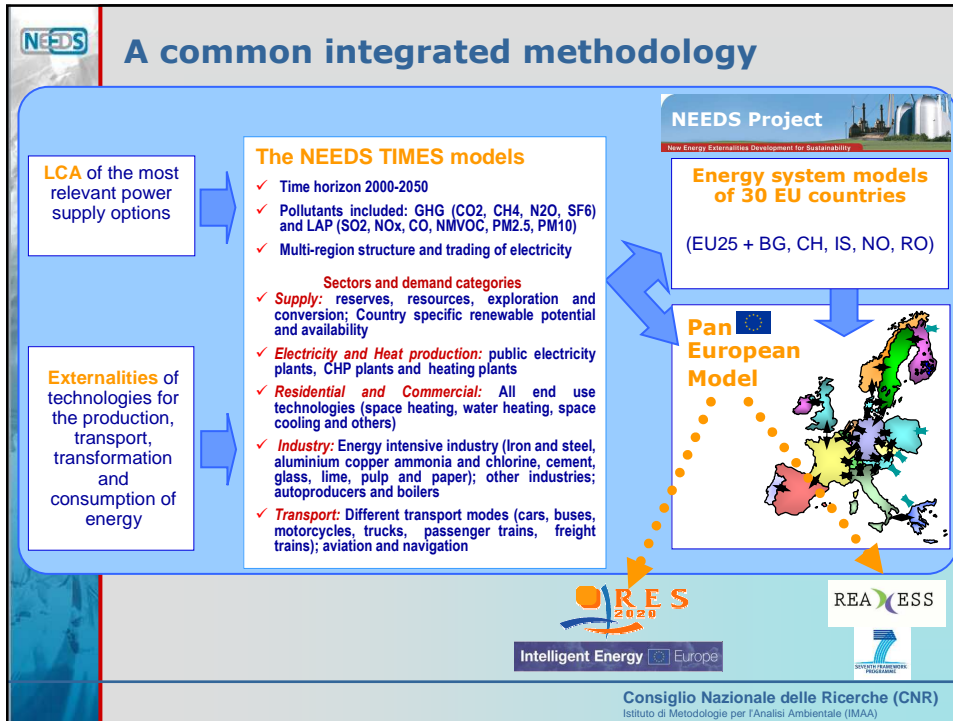 NEEDS
A common integrated methodology
LCA of the most
relevant power
supply options
Externalities of
technologies for
the production,
transport,
transformation
and
consumption of
energy
The NEEDS TIMES models
✓ Time horizon 2000-2050
✓ Pollutants included: GHG (CO2, CH4, N2O, SF6)
and LAP (SO2, NOx, CO, NMVOC, PM2.5, PM10)
✓ Multi-region structure and trading of electricity
Sectors and demand categories
✓ Supply: reserves, resources, exploration and
conversion; Country specific renewable potential
and availability
✓ Electricity and Heat production: public electricity
plants, CHP plants and heating plants
✓ Residential and Commercial: All end use
technologies (space heating, water heating, space
cooling and others)
✓ Industry: Energy intensive industry (Iron and steel,
aluminium copper ammonia and chlorine, cement,
glass, lime, pulp and paper); other industries;
autoproducers and boilers
✓ Transport: Different transport modes (cars, buses,
motorcycles, trucks, passenger trains, freight
trains); aviation and navigation
NEEDS Project
New Energy Externalities Development for Sustainability
Energy system models
of 30 EU countries
(EU25 + BG, CH, IS, NO, RO)
Pan
European
Model
RES
2020
Intelligent Energy Europe
REACCESS
7
SEVENTH FRAMEWORK
PROGRAMME
Consiglio Nazionale delle Ricerche (CNR)
Istituto di Metodologie per l'Analisi Ambientale (IMAA)